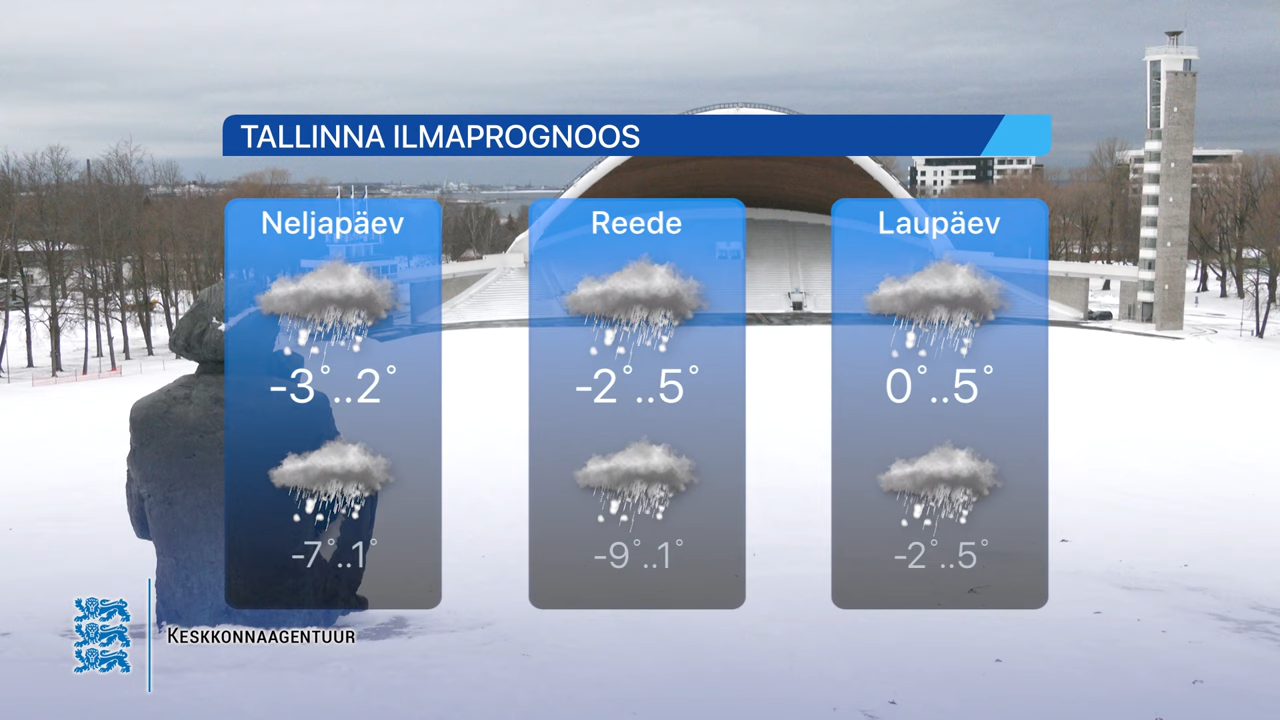 TALLINNA ILMAPROGNOOS
Neljapäev
-3°..2°
-7°..1°
Reede
-2°..5°
-9°..1°
Laupäev
0°..5°
-2°..5°
KESKKONNAAGENTUUR